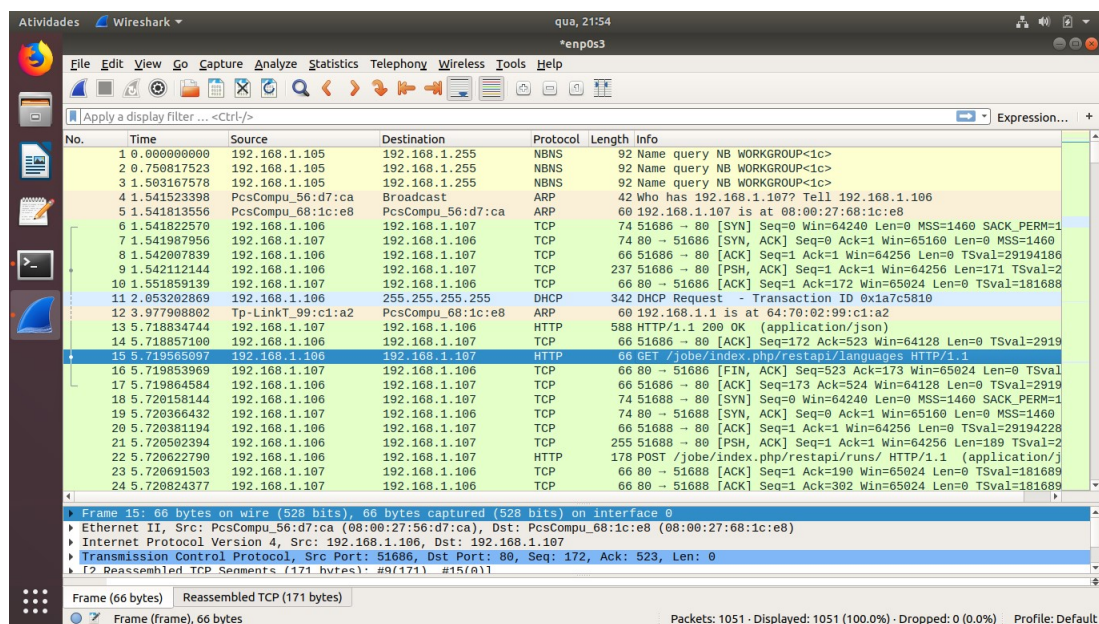 Atividades Wireshark qua, 21:54
*enp0s3
File Edit View Go Capture Analyze Statistics Telephony Wireless Tools Help
Apply a display filter ... <Ctrl-/> Expression... +
No. Time Source Destination Protocol Length Info
1 0.000000000 192.168.1.105 192.168.1.255 NBNS 92 Name query NB WORKGROUP<1c>
2 0.750817523 192.168.1.105 192.168.1.255 NBNS 92 Name query NB WORKGROUP<1c>
3 1.503167578 192.168.1.105 192.168.1.255 NBNS 92 Name query NB WORKGROUP<1c>
4 1.541523398 PcsCompu_56:d7:ca Broadcast ARP 42 Who has 192.168.1.107? Tell 192.168.1.106
5 1.541813556 PcsCompu_68:1c:e8 PcsCompu_56:d7:ca ARP 60 192.168.1.107 is at 08:00:27:68:1c:e8
6 1.541822570 192.168.1.106 192.168.1.107 TCP 74 51686 → 80 [SYN] Seq=0 Win=64240 Len=0 MSS=1460 SACK_PERM=1
7 1.541987956 192.168.1.107 192.168.1.106 TCP 74 80 → 51686 [SYN, ACK] Seq=0 Ack=1 Win=65160 Len=0 MSS=1460
8 1.542007839 192.168.1.106 192.168.1.107 TCP 66 51686 → 80 [ACK] Seq=1 Ack=1 Win=64256 Len=0 TSval=29194186
9 1.542112144 192.168.1.106 192.168.1.107 TCP 237 51686 → 80 [PSH, ACK] Seq=1 Ack=1 Win=64256 Len=171 TSval=2
10 1.551859139 192.168.1.107 192.168.1.106 TCP 66 80 → 51686 [ACK] Seq=1 Ack=172 Win=65024 Len=0 TSval=181688
11 2.053202869 192.168.1.106 255.255.255.255 DHCP 342 DHCP Request - Transaction ID 0x1a7c5810
12 3.977908802 Tp-LinkT_99:c1:a2 PcsCompu_68:1c:e8 ARP 60 192.168.1.1 is at 64:70:02:99:c1:a2
13 5.718834744 192.168.1.107 192.168.1.106 HTTP 588 HTTP/1.1 200 OK (application/json)
14 5.718857100 192.168.1.106 192.168.1.107 TCP 66 51686 → 80 [ACK] Seq=172 Ack=523 Win=64128 Len=0 TSval=2919
15 5.719565097 192.168.1.106 192.168.1.107 HTTP 66 GET /jobe/index.php/restapi/languages HTTP/1.1
16 5.719853969 192.168.1.107 192.168.1.106 TCP 66 80 → 51686 [FIN, ACK] Seq=523 Ack=173 Win=65024 Len=0 TSval
17 5.719864584 192.168.1.106 192.168.1.107 TCP 66 51686 → 80 [ACK] Seq=173 Ack=524 Win=64128 Len=0 TSval=2919
18 5.720158144 192.168.1.106 192.168.1.107 TCP 74 51688 → 80 [SYN] Seq=0 Win=64240 Len=0 MSS=1460 SACK_PERM=1
19 5.720366432 192.168.1.107 192.168.1.106 TCP 74 80 → 51688 [SYN, ACK] Seq=0 Ack=1 Win=65160 Len=0 MSS=1460
20 5.720381194 192.168.1.106 192.168.1.107 TCP 66 51688 → 80 [ACK] Seq=1 Ack=1 Win=64256 Len=0 TSval=29194228
21 5.720502394 192.168.1.106 192.168.1.107 TCP 255 51688 → 80 [PSH, ACK] Seq=1 Ack=1 Win=64256 Len=189 TSval=2
22 5.720622790 192.168.1.106 192.168.1.107 HTTP 178 POST /jobe/index.php/restapi/runs/ HTTP/1.1 (application/j
23 5.720691503 192.168.1.107 192.168.1.106 TCP 66 80 → 51688 [ACK] Seq=1 Ack=190 Win=65024 Len=0 TSval=181689
24 5.720824377 192.168.1.107 192.168.1.106 TCP 66 80 → 51688 [ACK] Seq=1 Ack=302 Win=65024 Len=0 TSval=181689
Frame 15: 66 bytes on wire (528 bits), 66 bytes captured (528 bits) on interface 0
Ethernet II, Src: PcsCompu_56:d7:ca (08:00:27:56:d7:ca), Dst: PcsCompu_68:1c:e8 (08:00:27:68:1c:e8)
Internet Protocol Version 4, Src: 192.168.1.106, Dst: 192.168.1.107
Transmission Control Protocol, Src Port: 51686, Dst Port: 80, Seq: 172, Ack: 523, Len: 0
[2 Reassembled TCP Segments (171 bytes): #9(171), #15(0)]
Frame (66 bytes) Reassembled TCP (171 bytes)
Frame (frame), 66 bytes Packets: 1051 · Displayed: 1051 (100.0%) · Dropped: 0 (0.0%) Profile: Default